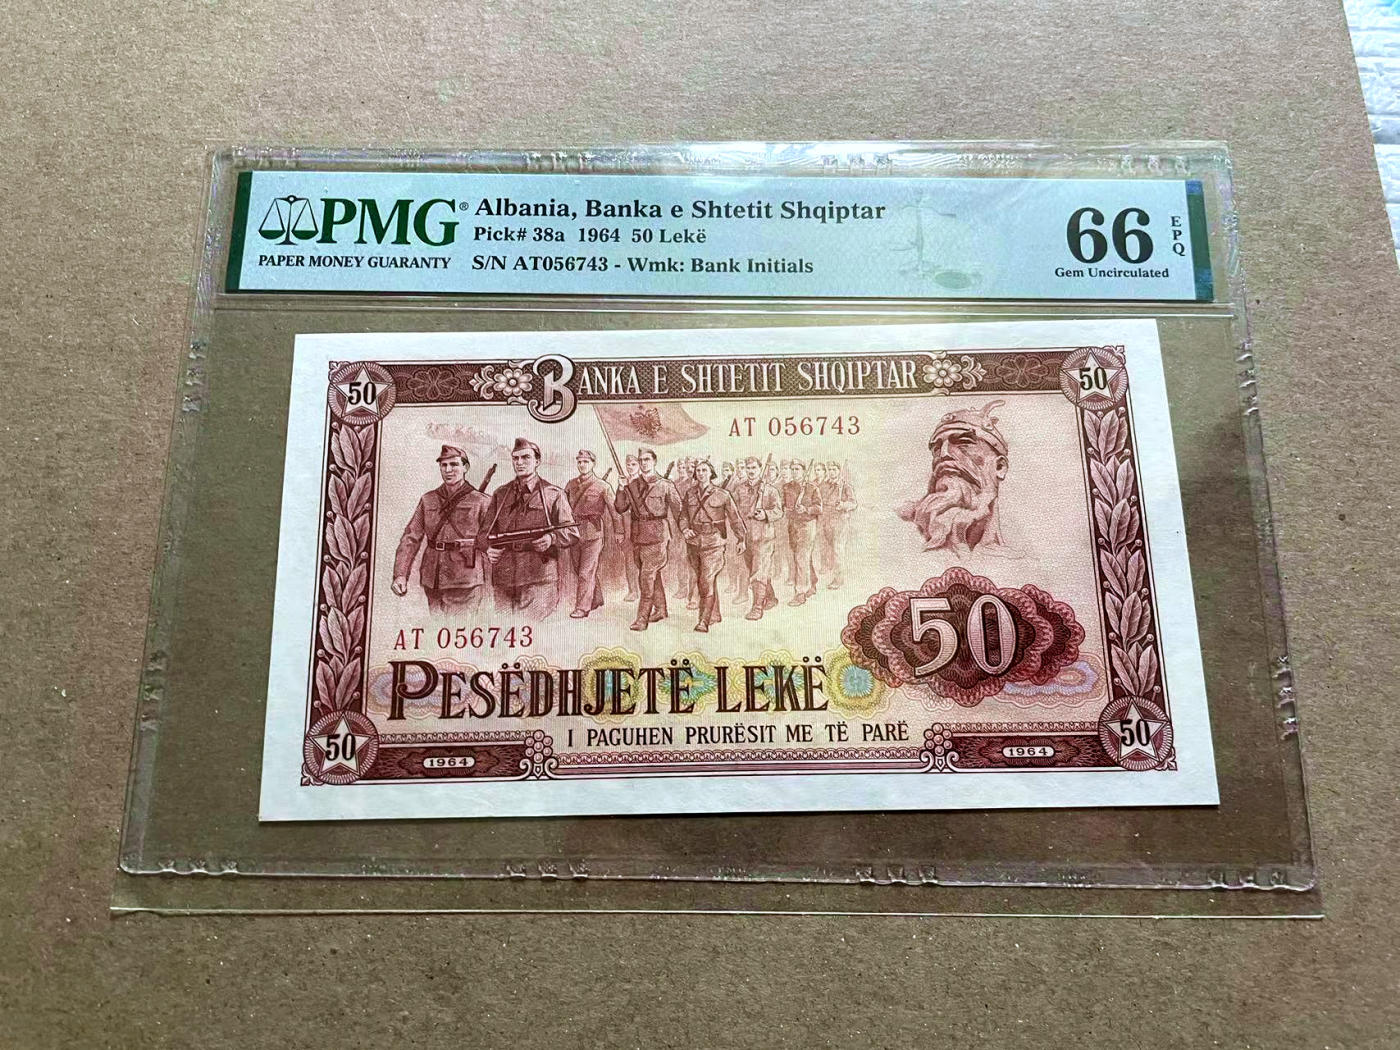 PMG® Albania, Banka e Shtetit Shqiptar
Pick# 38a 1964 50 Lekë
PAPER MONEY GUARANTY S/N AT056743 - Wmk: Bank Initials
66 EPQ
Gem Uncirculated
50 BANKA E SHTETIT SHQIPTAR 50
AT 056743
50
AT 056743
PESËDHJETË LEKË
I PAGUHEN PRURËSIT ME TË PARË
50 1964 1964 50